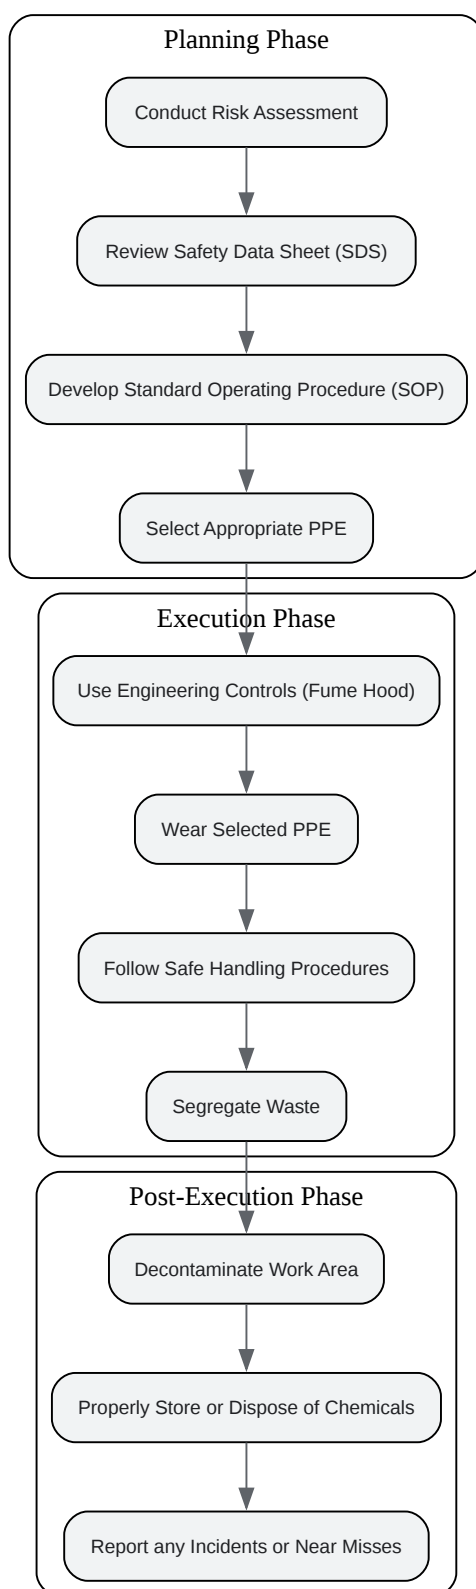 Planning Phase
Conduct Risk Assessment
Review Safety Data Sheet (SDS)
Develop Standard Operating Procedure (SOP)
Select Appropriate PPE
Execution Phase
Use Engineering Controls (Fume Hood)
Wear Selected PPE
Follow Safe Handling Procedures
Segregate Waste
Post-Execution Phase
Decontaminate Work Area
Properly Store or Dispose of Chemicals
Report any Incidents or Near Misses